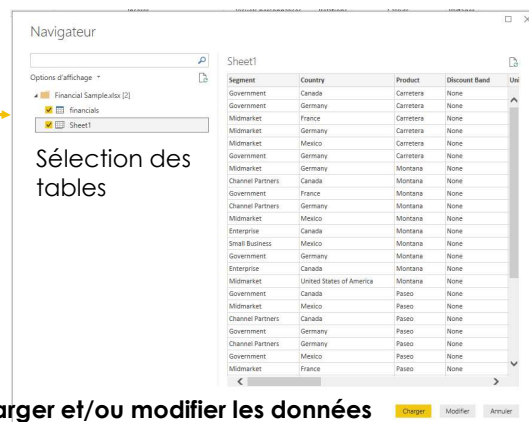 Navigateur
Options d'affichage
Financial Sample.xlsx [2]
financials
Sheet1
Sélection des
tables
Sheet1
Segment Country Product Discount Band Uni
Government Canada Carretera None
Government Germany Carretera None
Midmarket France Carretera None
Midmarket Germany Carretera None
Midmarket Mexico Carretera None
Government Germany Carretera None
Midmarket Germany Montana None
Channel Partners Canada Montana None
Government France Montana None
Channel Partners Germany Montana None
Midmarket Mexico Montana None
Enterprise Canada Montana None
Small Business Mexico Montana None
Government Germany Montana None
Enterprise Canada Montana None
Midmarket United States of America Montana None
Government Canada Paseo None
Midmarket Mexico Paseo None
Channel Partners Canada Paseo None
Government Germany Paseo None
Channel Partners Germany Paseo None
Government Mexico Paseo None
Midmarket France Paseo None
arger et/ou modifier les données
Charger Modifier Annuler